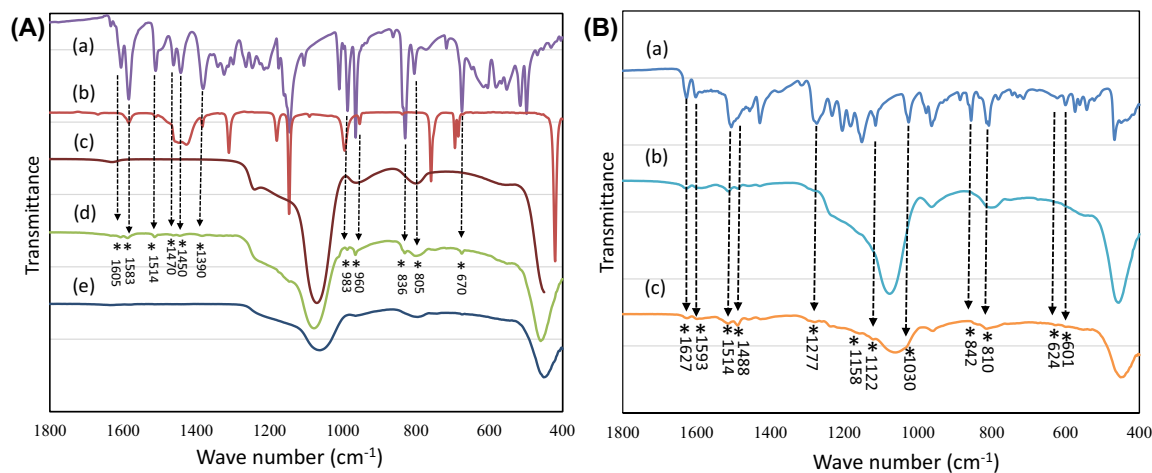 (A)
(a)
(b)
(c)
(d)
(e)
Transmittance
* 1605
* 1583
* 1514
*1470
*1450
*1390
* 983
* 960
* 836
* 805
* 670
1800 1600 1400 1200 1000 800 600 400
Wave number (cm⁻¹)
(B)
(a)
(b)
(c)
Transmittance
* 1627
* 1593
* 1514
* 1488
* 1277
* 1158
* 1122
* 1030
* 842
* 810
* 624
* 601
1800 1600 1400 1200 1000 800 600 400
Wave number (cm⁻¹)